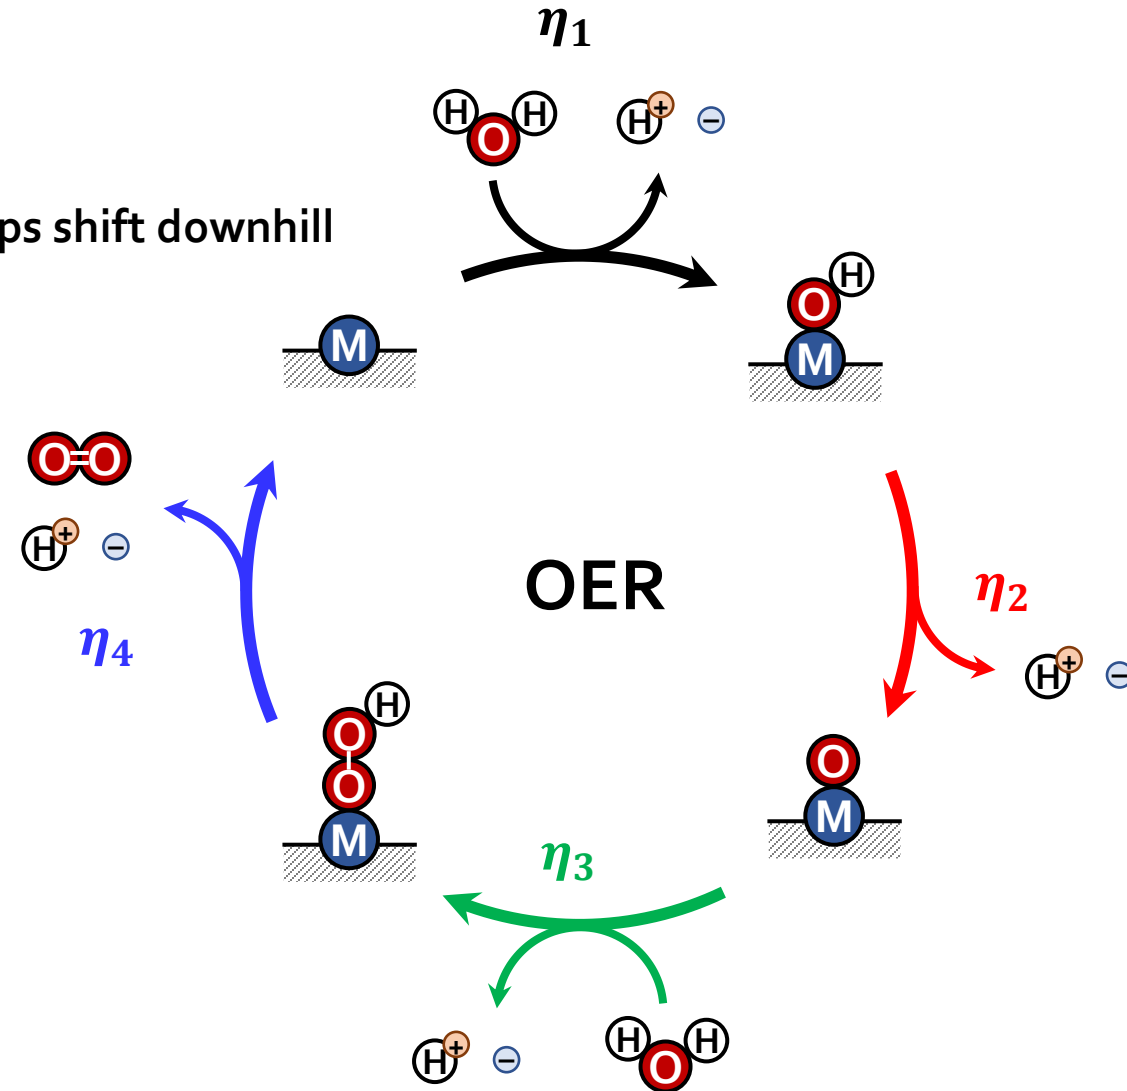 η1
H H H + −
O
ps shift downhill
H
O
M
M
O=O
H + −
OER
η2
η4
H + −
H
O
O
O
M
M
η3
H + − H H
O